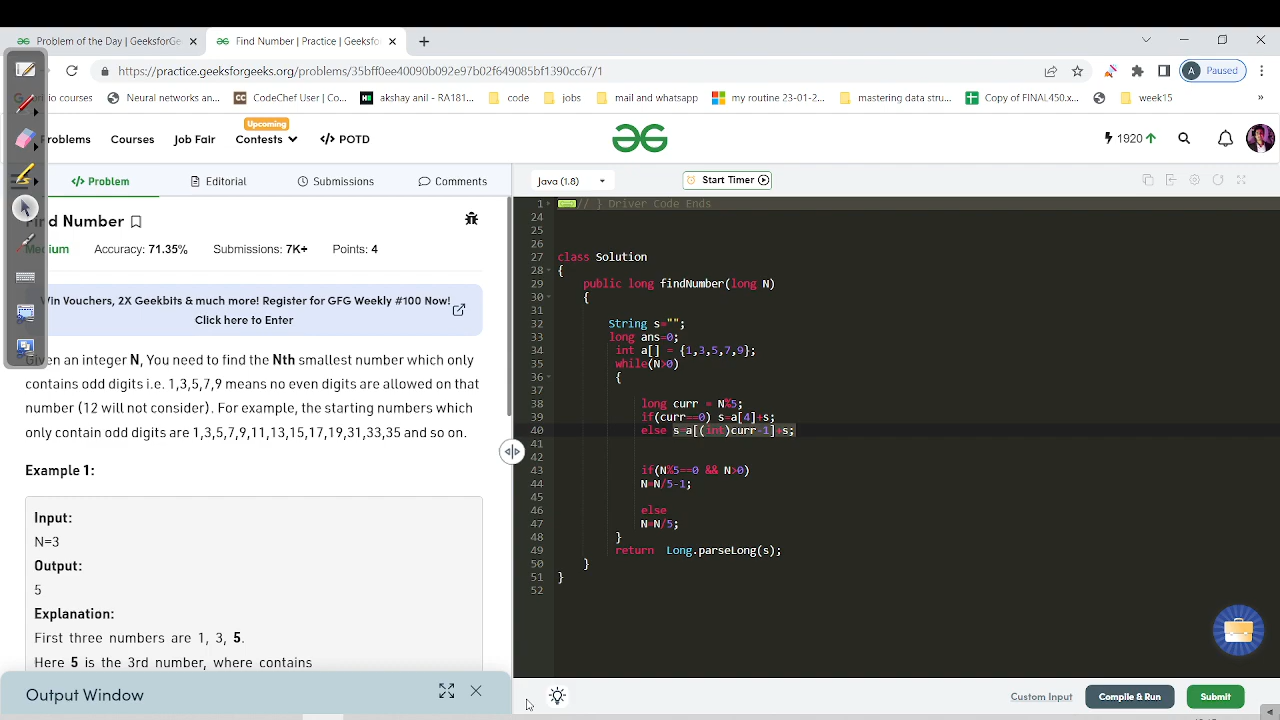 Problem of the Day | GeeksforGe
Find Number | Practice | Geeksfo
https://practice.geeksforgeeks.org/problems/35bff0ee40090b092e97b02f649085bf1390cc67/1
Paused
io courses
Neural networks an...
CodeChef User | Co...
akshay anil - RA191...
code
jobs
mail and whatsapp
my routine 23-01-2...
mastering data stru...
Copy of FINAL450.x...
week15
Upcoming
roblems
Courses
Job Fair
Contests
</> POTD
1920
</> Problem
Editorial
Submissions
Comments
Java (1.8)
Start Timer
ind Number
edium Accuracy: 71.35% Submissions: 7K+ Points: 4
Win Vouchers, 2X Geekbits & much more! Register for GFG Weekly #100 Now!
Click here to Enter
Given an integer N, You need to find the Nth smallest number which only
contains odd digits i.e. 1,3,5,7,9 means no even digits are allowed on that
number (12 will not consider). For example, the starting numbers which
only contain odd digits are 1,3,5,7,9,11,13,15,17,19,31,33,35 and so on.
Example 1:
Input:
N=3
Output:
5
Explanation:
First three numbers are 1, 3, 5.
Here 5 is the 3rd number, where contains
Output Window
1 // } Driver Code Ends
24
25
26
27 class Solution
28 {
29 public long findNumber(long N)
30 {
31
32 String s="";
33 long ans=0;
34 int a[] = {1,3,5,7,9};
35 while(N>0)
36 {
37
38 long curr = N%5;
39 if(curr==0) s=a[4]+s;
40 else s=a[(int)curr-1]+s;
41
42
43 if(N%5==0 && N>0)
44 N=N/5-1;
45
46 else
47 N=N/5;
48 }
49 return Long.parseLong(s);
50 }
51 }
52
Custom Input
Compile & Run
Submit